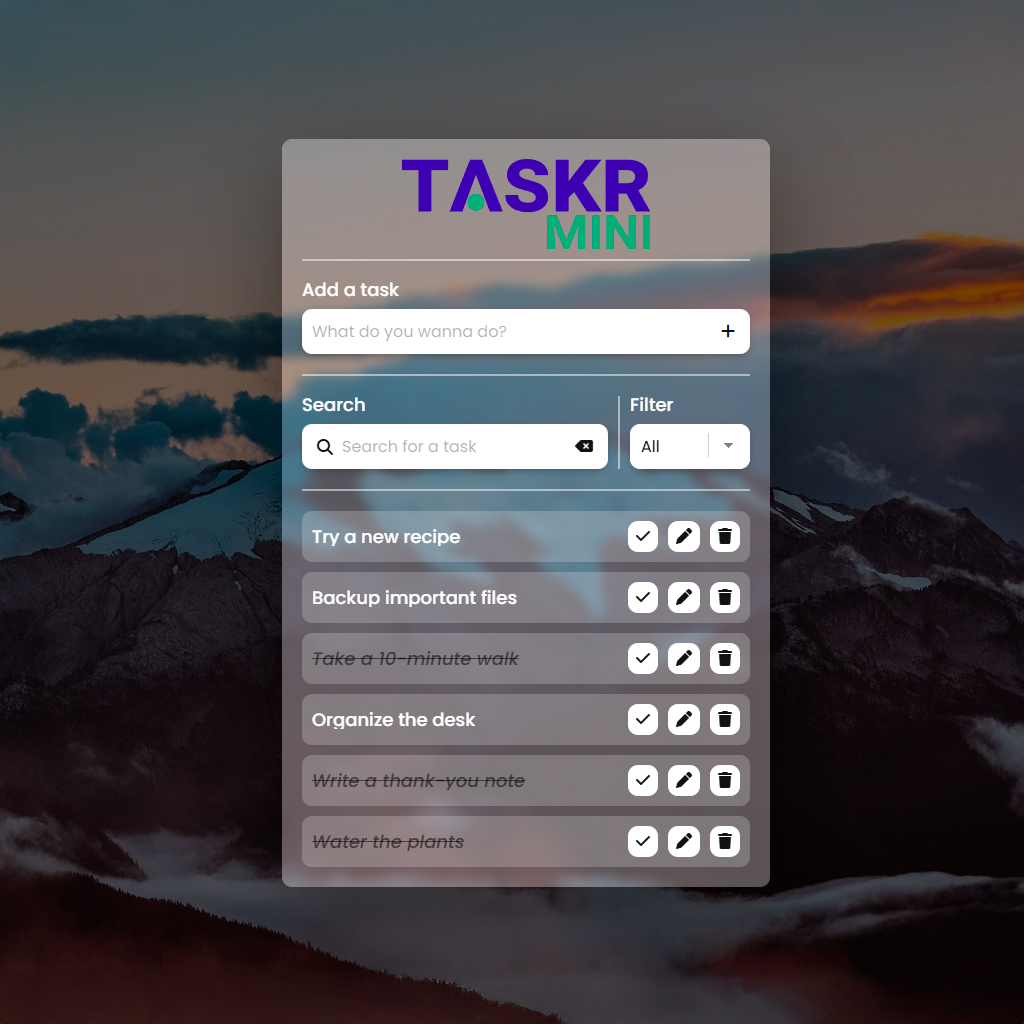 TASKR
MINI
Add a task
What do you wanna do?
Search
Filter
Search for a task
All
Try a new recipe
Backup important files
Take a 10-minute walk
Organize the desk
Write a thank-you note
Water the plants